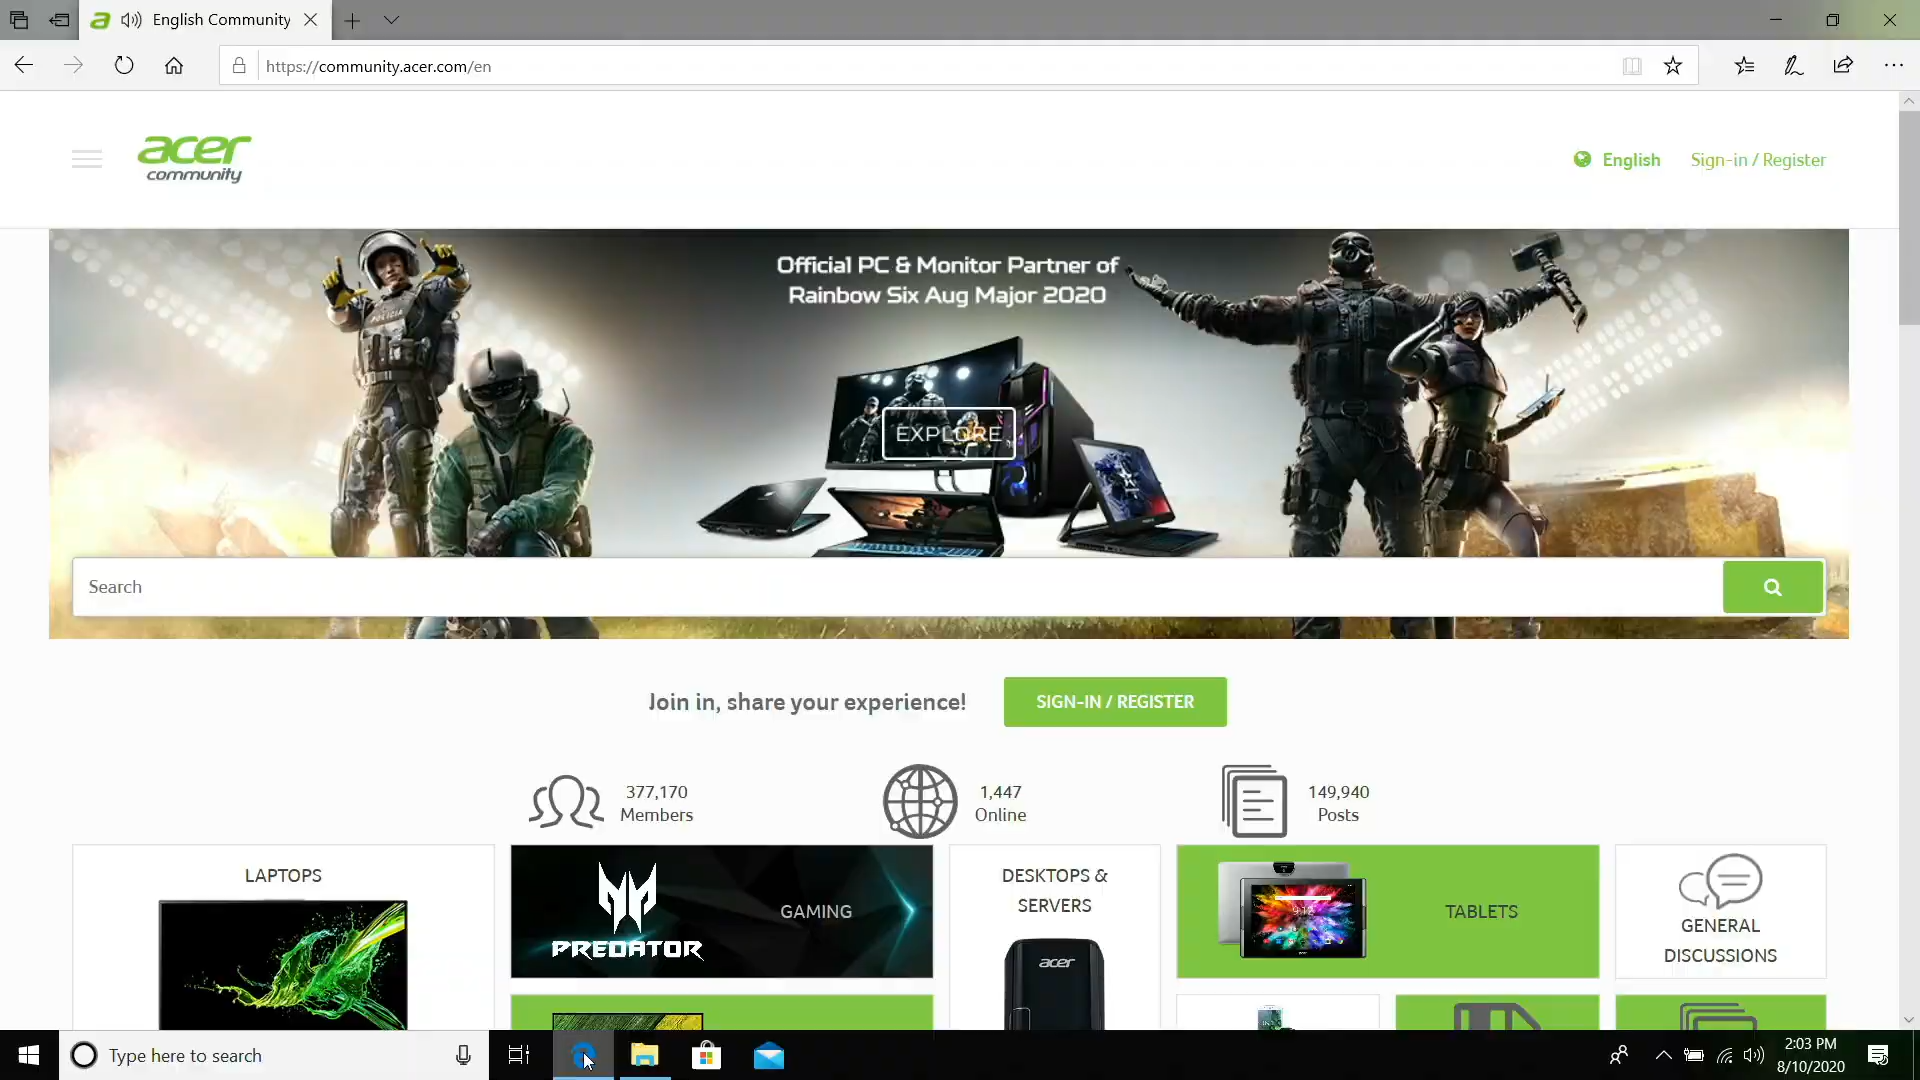 English Community
https://community.acer.com/en
acer
community
English
Sign-in / Register
Official PC & Monitor Partner of
Rainbow Six Aug Major 2020
POLICIA
EXPLORE
Search
Join in, share your experience!
SIGN-IN / REGISTER
377,170
Members
1,447
Online
149,940
Posts
LAPTOPS
PREDATOR
GAMING
DESKTOPS &
SERVERS
acer
9:12
TABLETS
GENERAL
DISCUSSIONS
Type here to search
2:03 PM
8/10/2020